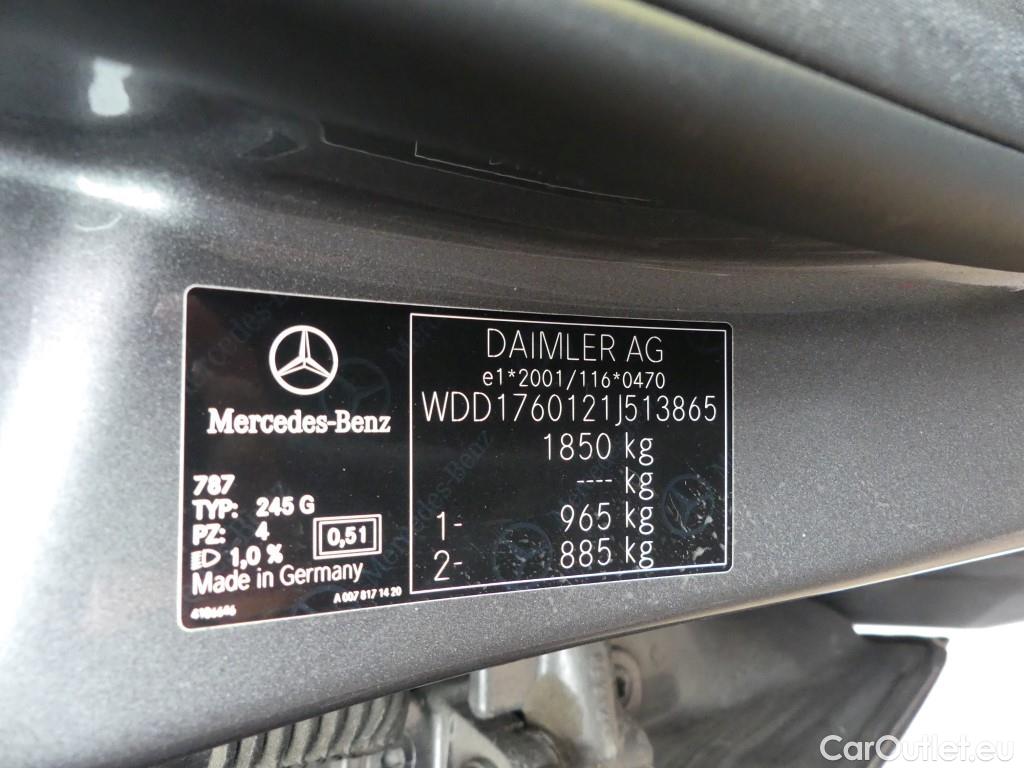 Mercedes-Benz
787
TYP: 245 G
PZ: 4
1,0 %
0,51
Made in Germany
A 007 817 14 20
DAIMLER AG
e1*2001/116*0470
WDD1760121J513865
1850 kg
---- kg
1- 965 kg
2- 885 kg
CarOutlet.eu